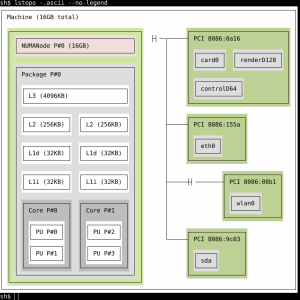 sh$ lstopo -.ascii --no-legend
Machine (16GB total)
NUMANode P#0 (16GB)
Package P#0
L3 (4096KB)
L2 (256KB) L2 (256KB)
L1d (32KB) L1d (32KB)
L1i (32KB) L1i (32KB)
Core P#0 Core P#1
PU P#0 PU P#2
PU P#1 PU P#3
PCI 8086:0a16
card0 renderD128
controlD64
PCI 8086:155a
eth0
PCI 8086:08b1
wlan0
PCI 8086:9c03
sda
sh$